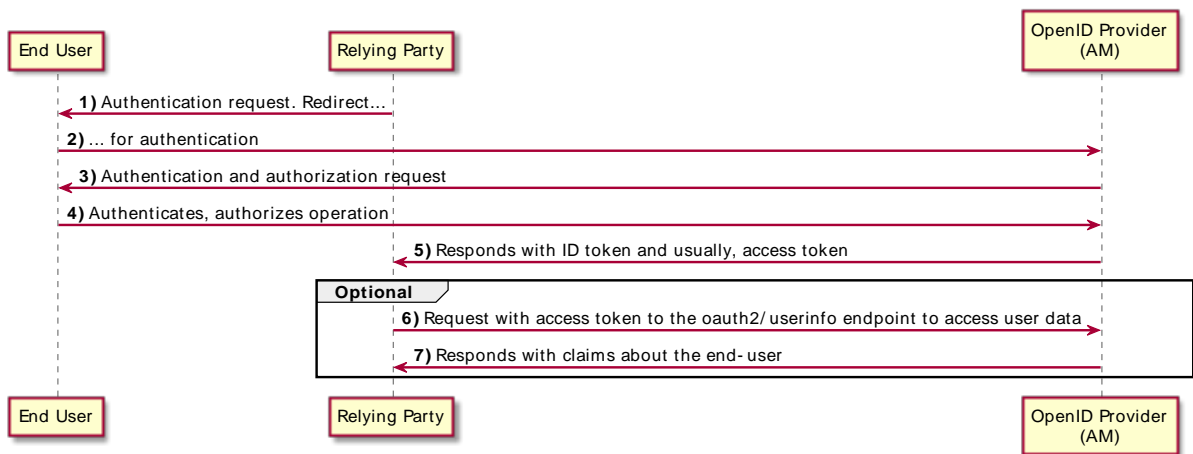 End User
Relying Party
OpenID Provider
(AM)
1) Authentication request. Redirect...
2) ... for authentication
3) Authentication and authorization request
4) Authenticates, authorizes operation
5) Responds with ID token and usually, access token
Optional
6) Request with access token to the oauth2/userinfo endpoint to access user data
7) Responds with claims about the end-user
End User
Relying Party
OpenID Provider
(AM)